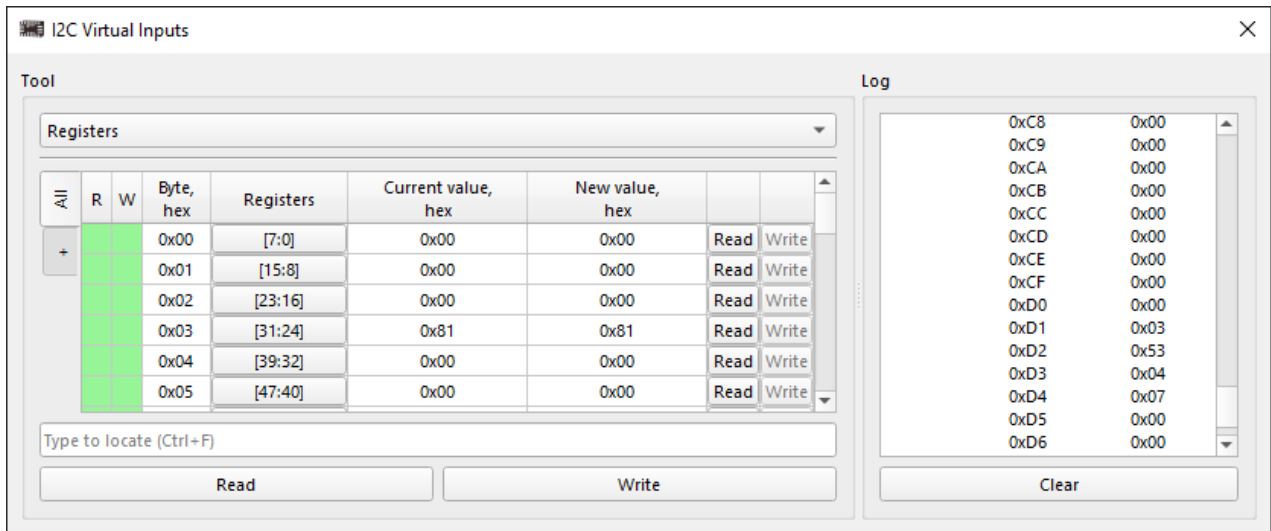 I2C Virtual Inputs
Tool
Registers
All
+
R W Byte, hex Registers Current value, hex New value, hex
0x00 [7:0] 0x00 0x00 Read Write
0x01 [15:8] 0x00 0x00 Read Write
0x02 [23:16] 0x00 0x00 Read Write
0x03 [31:24] 0x81 0x81 Read Write
0x04 [39:32] 0x00 0x00 Read Write
0x05 [47:40] 0x00 0x00 Read Write
Type to locate (Ctrl+F)
Read Write
Log
0xC8 0x00
0xC9 0x00
0xCA 0x00
0xCB 0x00
0xCC 0x00
0xCD 0x00
0xCE 0x00
0xCF 0x00
0xD0 0x00
0xD1 0x03
0xD2 0x53
0xD3 0x04
0xD4 0x07
0xD5 0x00
0xD6 0x00
Clear